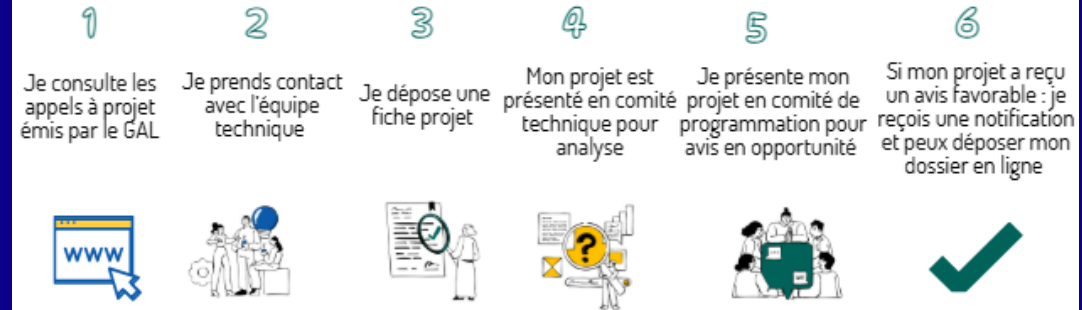 1
Je consulte les
appels à projet
émis par le GAL
2
Je prends contact
avec l'équipe
technique
3
Je dépose une
fiche projet
4
Mon projet est
présenté en comité
technique pour
analyse
5
Je présente mon
projet en comité de
programmation pour
avis en opportunité
6
Si mon projet a reçu
un avis favorable : je
reçois une notification
et peux déposer mon
dossier en ligne
www
?